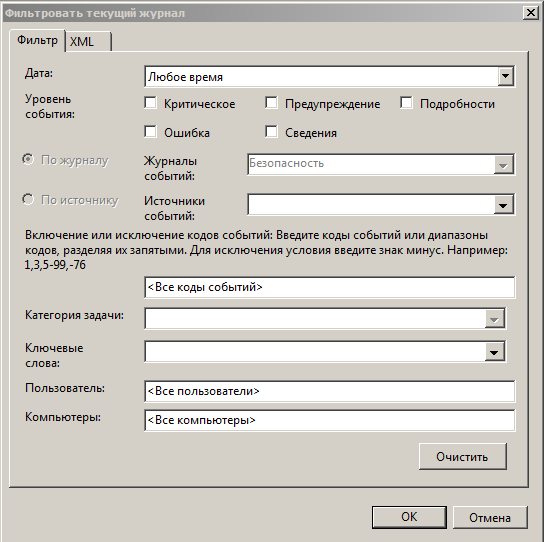 Фильтровать текущий журнал
Фильтр XML
Дата: Любое время
Уровень события: Критическое Предупреждение Подробности
Ошибка Сведения
По журналу Журналы событий: Безопасность
По источнику Источники событий:
Включение или исключение кодов событий: Введите коды событий или диапазоны
кодов, разделяя их запятыми. Для исключения условия введите знак минус. Например:
1,3,5-99,-76
<Все коды событий>
Категория задачи:
Ключевые
слова:
Пользователь: <Все пользователи>
Компьютеры: <Все компьютеры>
Очистить
ОК Отмена